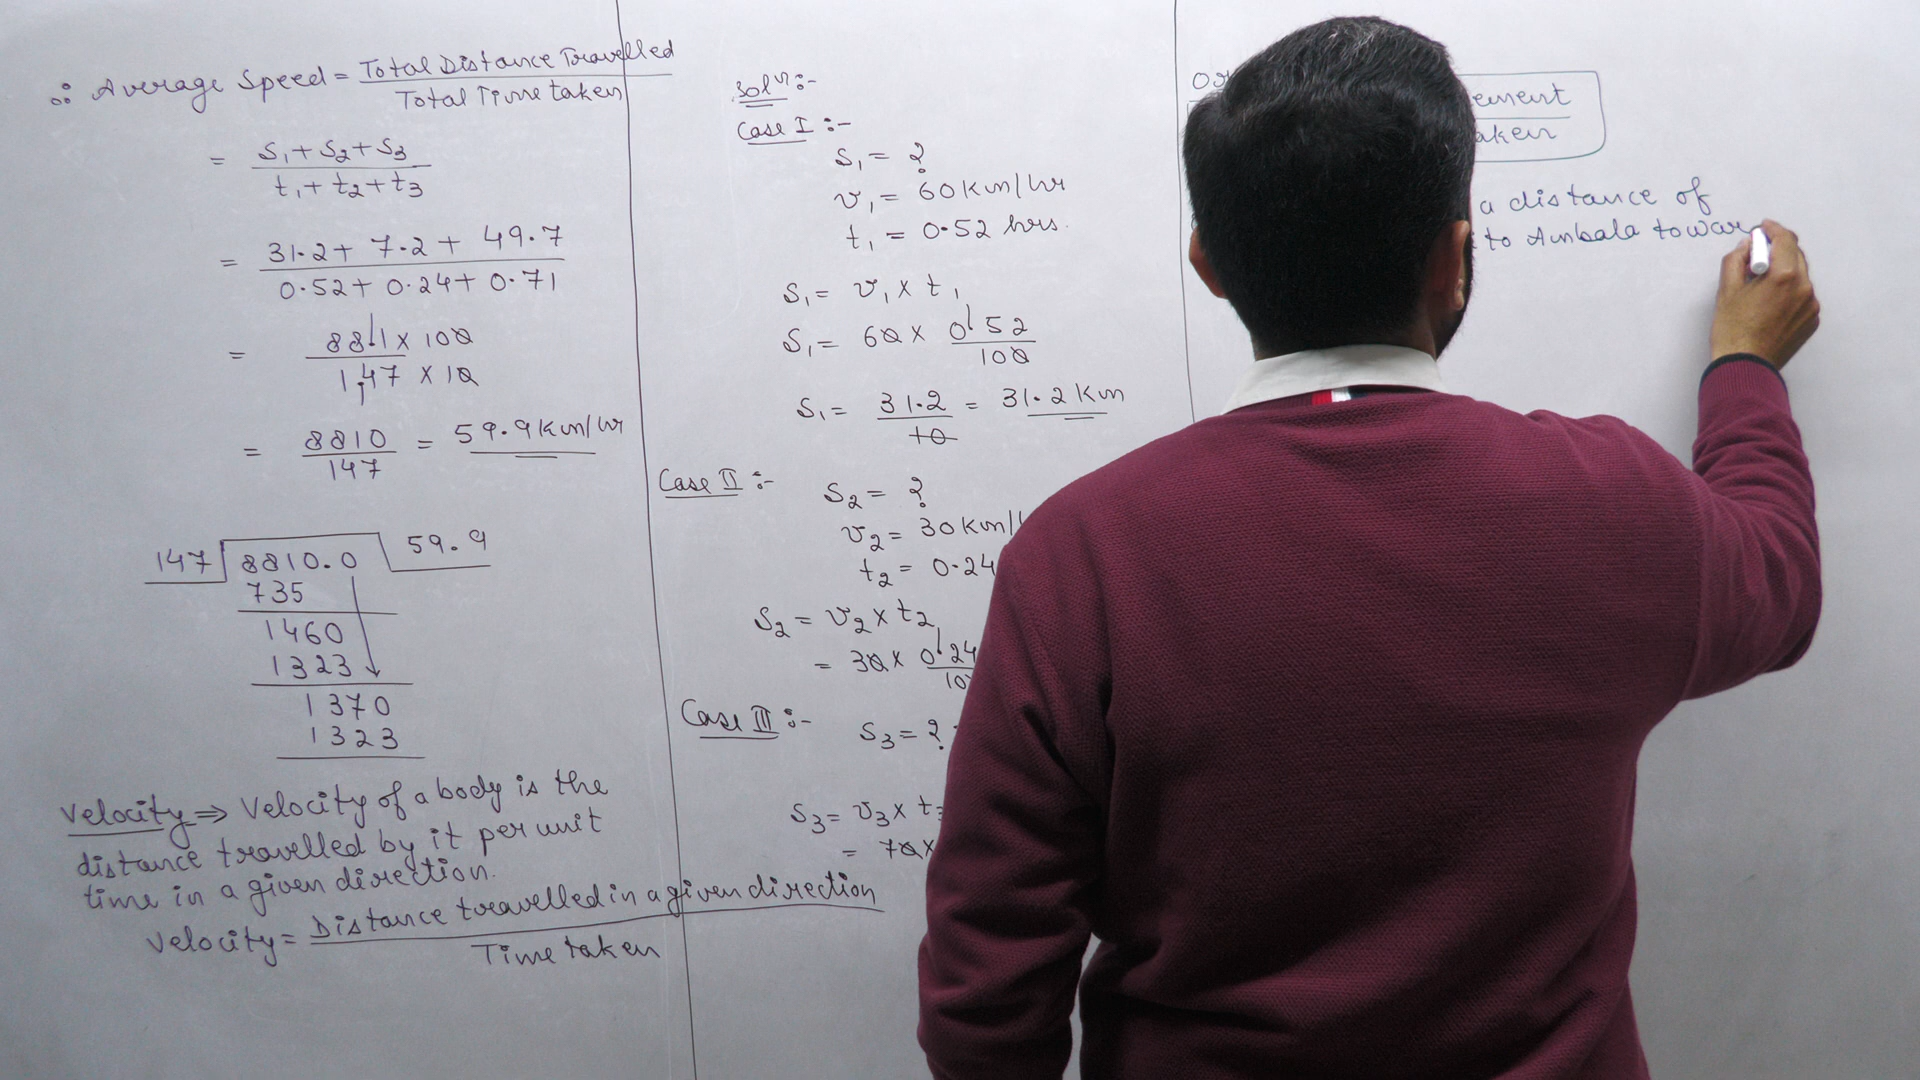 ∴ Average Speed = Total Distance Travelled
Total Time taken
= S₁ + S₂ + S₃
t₁ + t₂ + t₃
= 31.2 + 7.2 + 49.7
0.52 + 0.24 + 0.71
= 88.1 × 100
1.47 × 10
= 8810 = 59.9 Km/hr
147
147 8810.0 59.9
735
1460
1323
1370
1323
Velocity ⇒ Velocity of a body is the
distance travelled by it per unit
time in a given direction.
Velocity = Distance travelled in a given direction
Time taken
Solⁿ :-
Case I :-
S₁ = ?
v₁ = 60 Km/hr
t₁ = 0.52 hrs.
S₁ = v₁ × t₁
S₁ = 60 × 0.52
100
S₁ = 31.2 = 31.2 Km
10
Case II :-
S₂ = ?
v₂ = 30 Km/
t₂ = 0.24
S₂ = v₂ × t₂
= 30 × 0.24
10
Case III :-
S₃ = ?
S₃ = v₃ × t₃
= 70 ×
ement
aken
a distance of
to Ambala towar